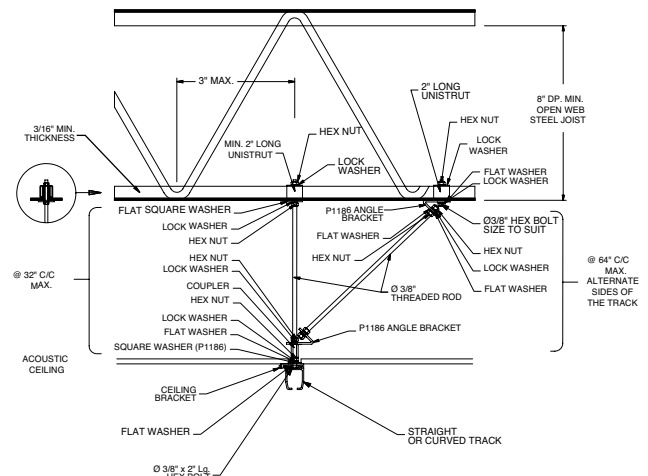 3" MAX.
2" LONG
UNISTRUT
HEX NUT
LOCK
WASHER
8" DP. MIN.
OPEN WEB
STEEL JOIST
3/16" MIN.
THICKNESS
HEX NUT
MIN. 2" LONG
UNISTRUT
LOCK
WASHER
FLAT WASHER
LOCK WASHER
FLAT SQUARE WASHER
LOCK WASHER
HEX NUT
P1186 ANGLE
BRACKET
FLAT WASHER
HEX NUT
Ø3/8" HEX BOLT
SIZE TO SUIT
HEX NUT
LOCK WASHER
FLAT WASHER
@ 32" C/C
MAX.
@ 64" C/C
MAX.
ALTERNATE
SIDES OF
THE TRACK
HEX NUT
LOCK WASHER
COUPLER
HEX NUT
LOCK WASHER
FLAT WASHER
SQUARE WASHER (P1186)
Ø 3/8"
THREADED ROD
P1186 ANGLE BRACKET
ACOUSTIC
CEILING
CEILING
BRACKET
FLAT WASHER
STRAIGHT
OR CURVED TRACK
Ø 3/8" x 2" Lg.
HEX BOLT